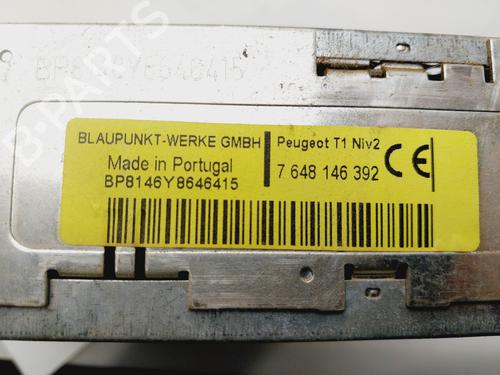 BLAUPUNKT-WERKE GMBH
Peugeot T1 Niv2
Made in Portugal
7 648 146 392
CE
BP8146Y8646415
B-PARTS